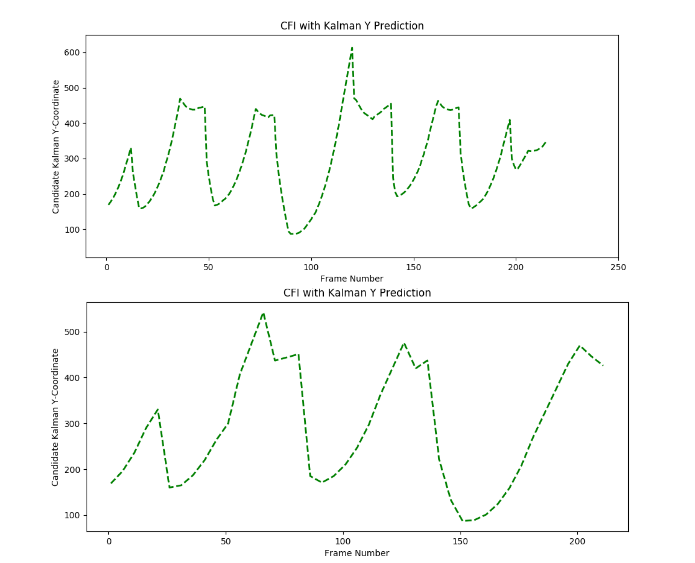 CFI with Kalman Y Prediction
600
500
400
300
200
100
Candidate Kalman Y-Coordinate
0 50 100 150 200 250
Frame Number
CFI with Kalman Y Prediction
500
400
300
200
100
Candidate Kalman Y-Coordinate
0 50 100 150 200
Frame Number